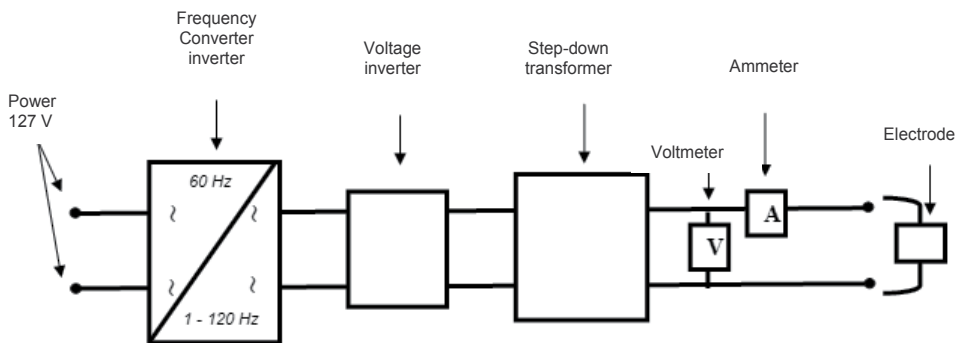 Frequency
Converter
inverter
Voltage
inverter
Step-down
transformer
Ammeter
Power
127 V
Voltmeter
Electrode
60 Hz
~ ~
A
V
~ ~
1 - 120 Hz